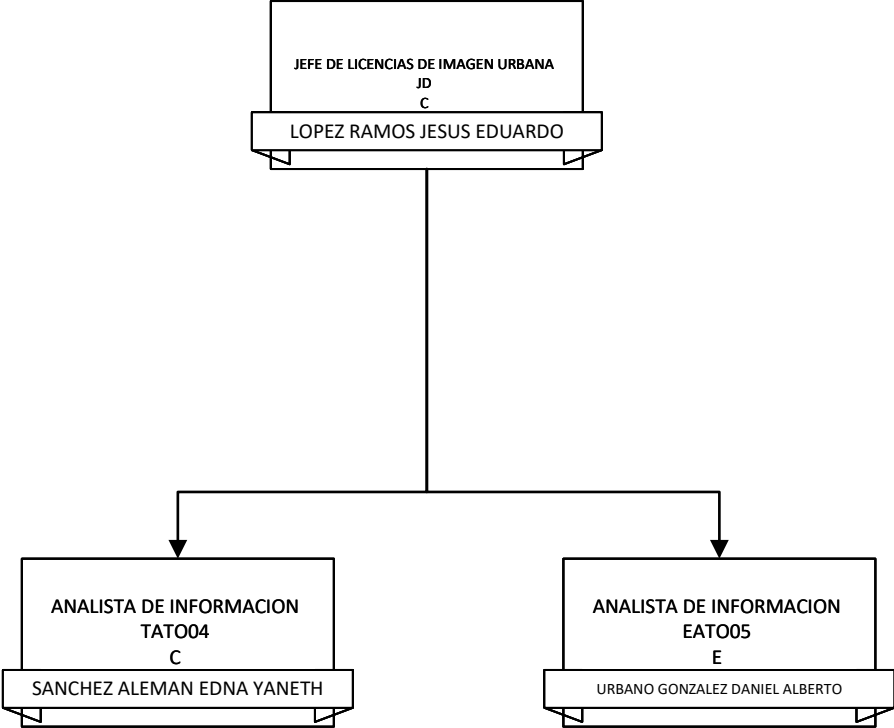 JEFE DE LICENCIAS DE IMAGEN URBANA
JD
C
LOPEZ RAMOS JESUS EDUARDO
ANALISTA DE INFORMACION
TATO04
C
SANCHEZ ALEMAN EDNA YANETH
ANALISTA DE INFORMACION
EATO05
E
URBANO GONZALEZ DANIEL ALBERTO